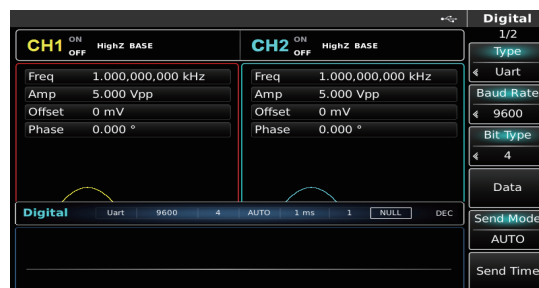 Digital
1/2
CH1 ON OFF HighZ BASE
CH2 ON OFF HighZ BASE
Type
Uart
Freq 1.000,000,000 kHz
Amp 5.000 Vpp
Offset 0 mV
Phase 0.000 °
Freq 1.000,000,000 kHz
Amp 5.000 Vpp
Offset 0 mV
Phase 0.000 °
Baud Rate
9600
Bit Type
4
Data
Send Mode
AUTO
Send Time
Digital Uart 9600 4 AUTO 1 ms 1 NULL DEC